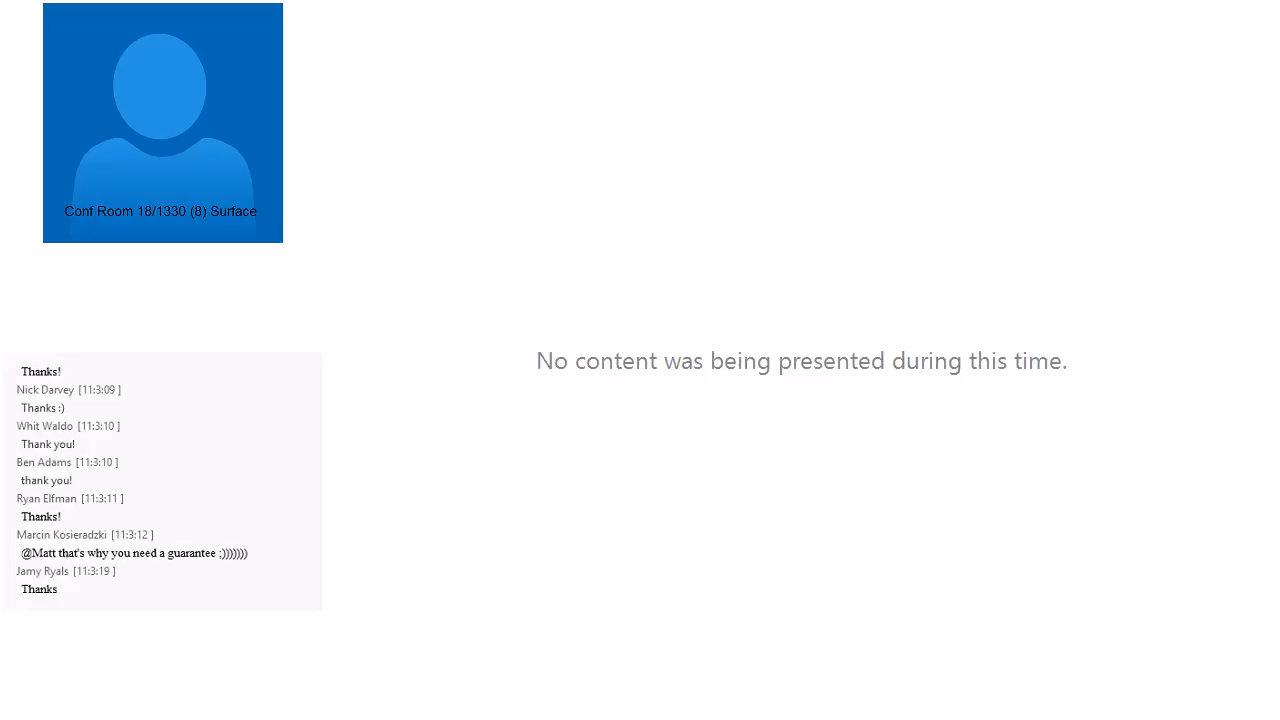 Conf Room 18/1330 (8) Surface
No content was being presented during this time.
Thanks!
Nick Darvey [11:3:09 ]
Thanks :)
Whit Waldo [11:3:10 ]
Thank you!
Ben Adams [11:3:10 ]
thank you!
Ryan Elfman [11:3:11 ]
Thanks!
Marcin Kosieradzki [11:3:12 ]
@Matt that's why you need a guarantee ;)))))))
Jamy Ryals [11:3:19 ]
Thanks